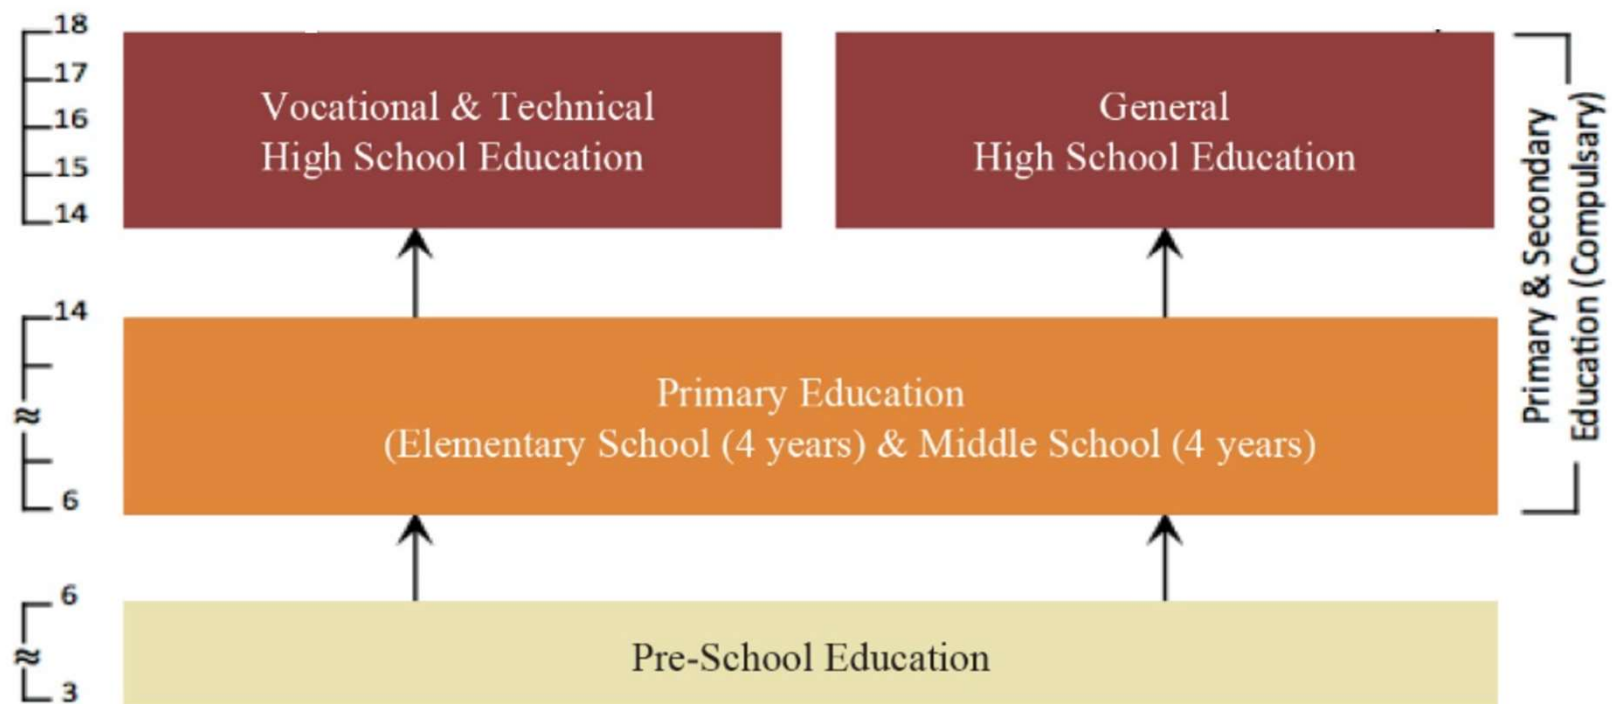 18
17
16
15
14
Vocational & Technical
High School Education
General
High School Education
14
6
Primary Education
(Elementary School (4 years) & Middle School (4 years)
6
3
Pre-School Education
Primary & Secondary
Education (Compulsary)